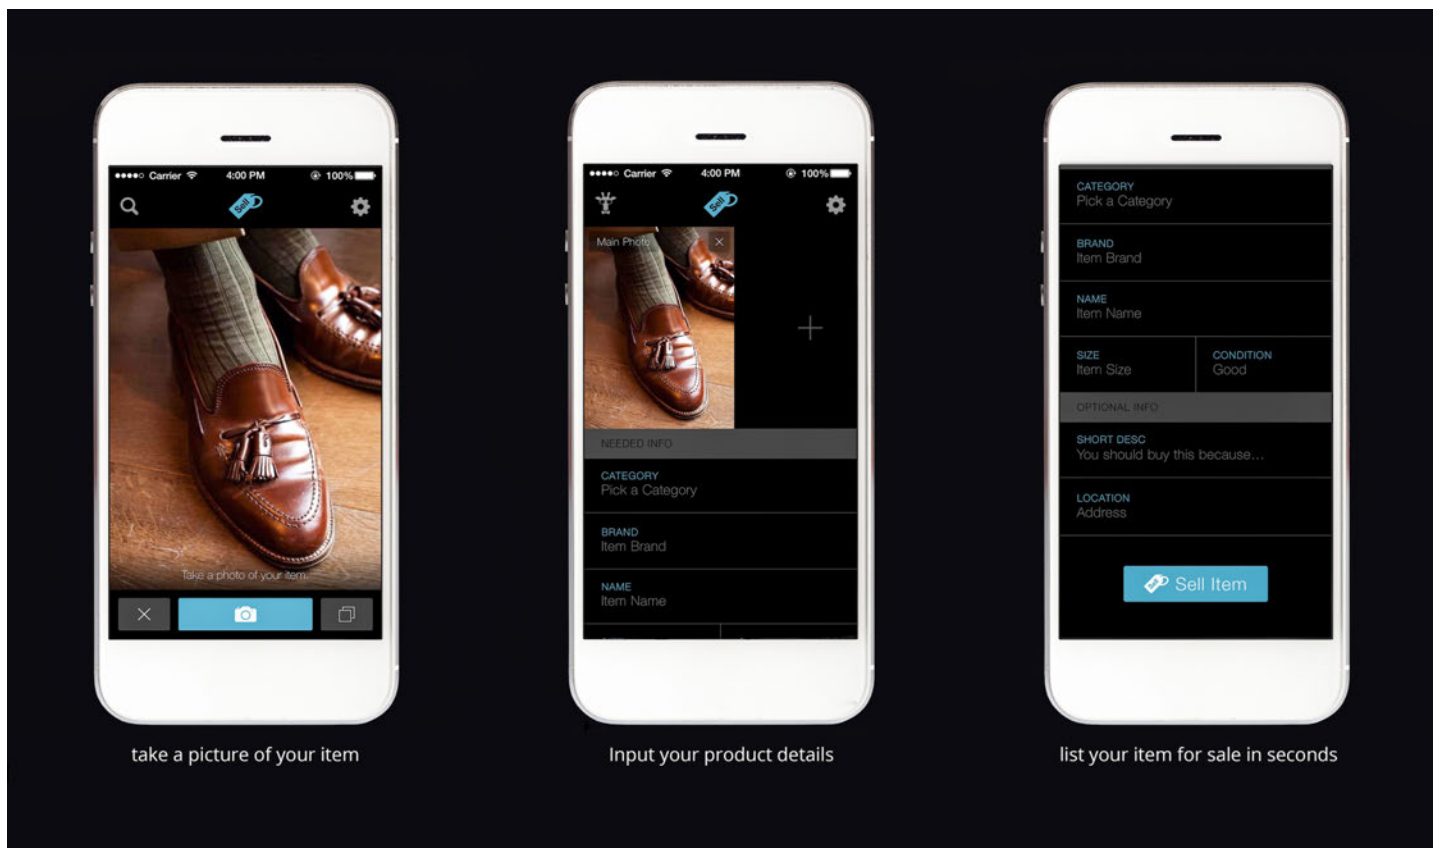 ●●●●○ Carrier 4:00 PM 100%
Sell
Take a photo of your item.
take a picture of your item
●●●●○ Carrier 4:00 PM 100%
Sell
Main Photo
NEEDED INFO
CATEGORY
Pick a Category
BRAND
Item Brand
NAME
Item Name
Input your product details
CATEGORY
Pick a Category
BRAND
Item Brand
NAME
Item Name
SIZE CONDITION
Item Size Good
OPTIONAL INFO
SHORT DESC
You should buy this because...
LOCATION
Address
Sell Item
list your item for sale in seconds